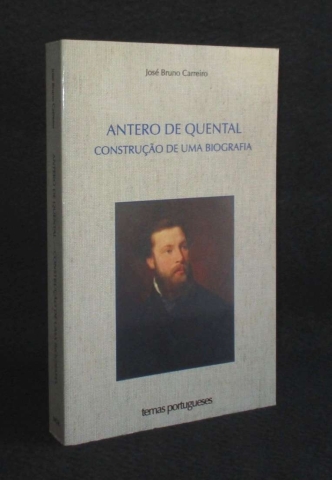 José Bruno Carreiro
ANTERO DE QUENTAL
CONSTRUÇÃO DE UMA BIOGRAFIA
temas portugueses